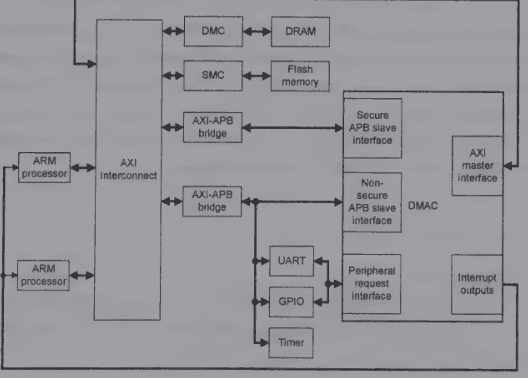 DMC
DRAM
SMC
Flash
memory
AXI-APB
bridge
Secure
APB slave
interface
AXI
master
interface
ARM
processor
AXI
Interconnect
AXI-APB
bridge
Non-
secure
APB slave
interface
DMAC
UART
ARM
processor
GPIO
Peripheral
request
interface
Interrupt
outputs
Timer